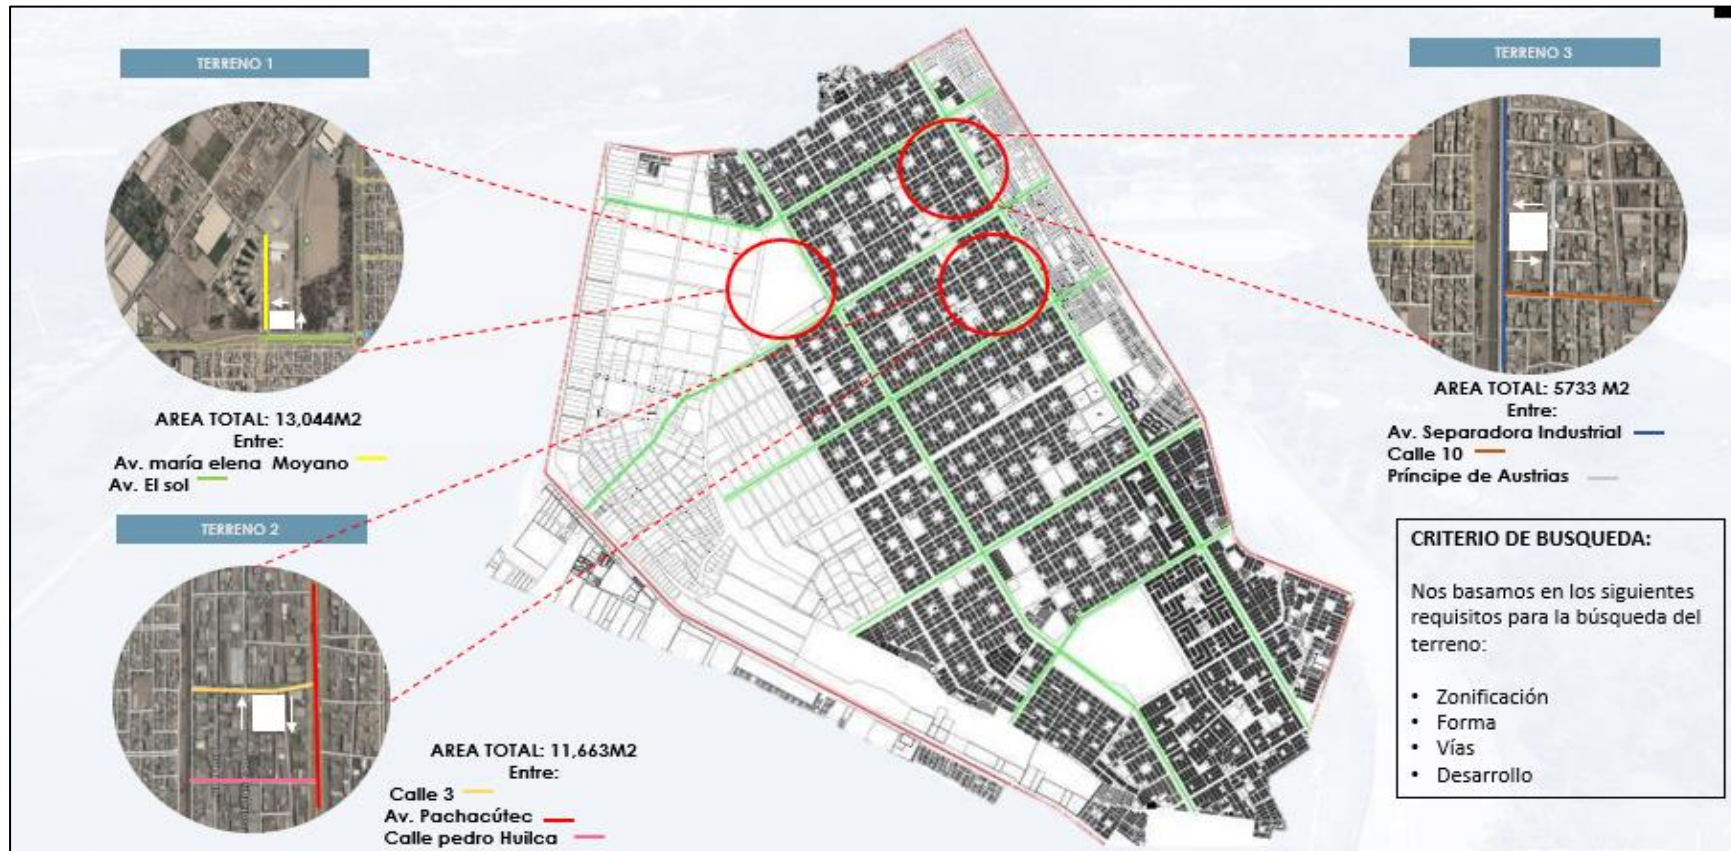 TERRENO 1
AREA TOTAL: 13,044M2
Entre:
Av. maría elena Moyano
Av. El sol
TERRENO 2
AREA TOTAL: 11,663M2
Entre:
Calle 3
Av. Pachacútec
Calle pedro Huilca
TERRENO 3
AREA TOTAL: 5733 M2
Entre:
Av. Separadora Industrial
Calle 10
Príncipe de Austrias
CRITERIO DE BUSQUEDA:
Nos basamos en los siguientes
requisitos para la búsqueda del
terreno:
• Zonificación
• Forma
• Vías
• Desarrollo